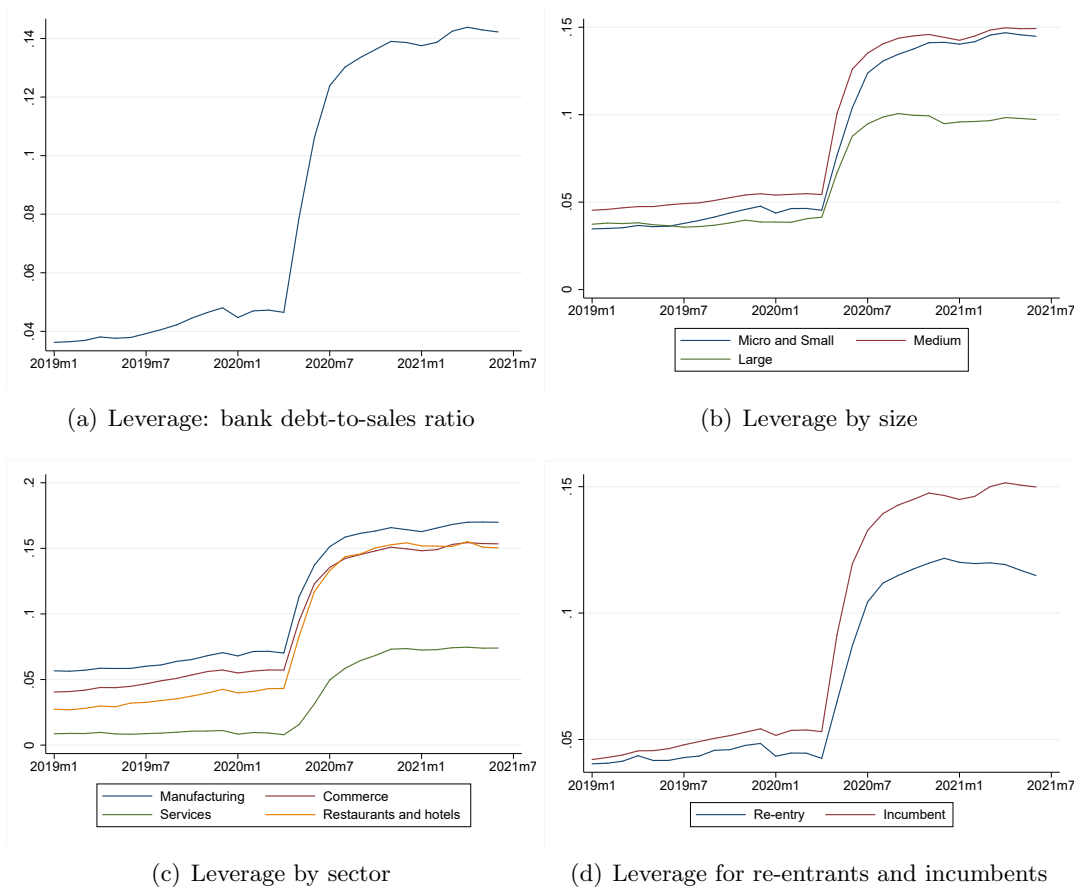 .14
.12
.1
.08
.06
.04
2019m1 2019m7 2020m1 2020m7 2021m1 2021m7
(a) Leverage: bank debt-to-sales ratio
.15
.1
.05
0
2019m1 2019m7 2020m1 2020m7 2021m1 2021m7
Micro and Small Medium
Large
(b) Leverage by size
.2
.15
.1
.05
0
2019m1 2019m7 2020m1 2020m7 2021m1 2021m7
Manufacturing Commerce
Services Restaurants and hotels
(c) Leverage by sector
.15
.1
.05
2019m1 2019m7 2020m1 2020m7 2021m1 2021m7
Re-entry Incumbent
(d) Leverage for re-entrants and incumbents